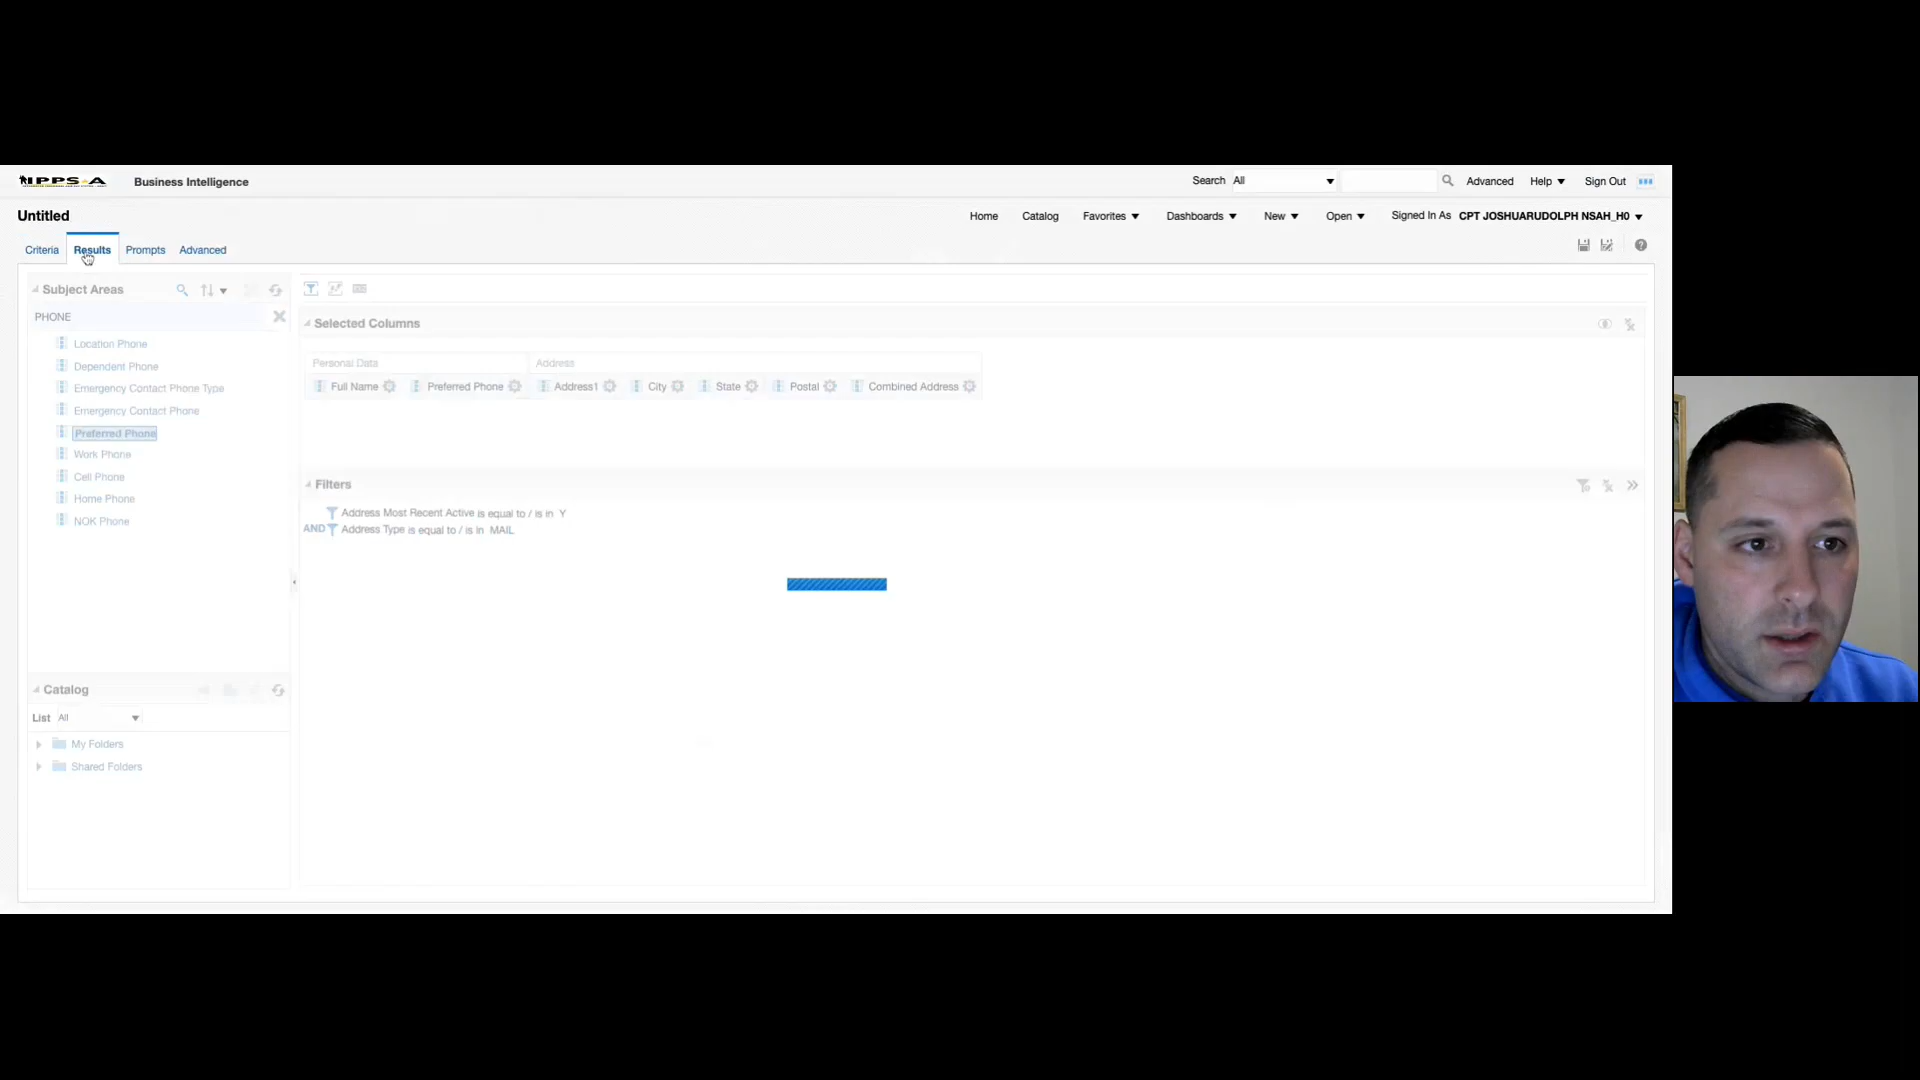 IPPS-A
Business Intelligence
Search All
Advanced
Help
Sign Out
Untitled
Home
Catalog
Favorites
Dashboards
New
Open
Signed In As CPT JOSHUARUDOLPH NSAH_H0
Criteria
Results
Prompts
Advanced
Subject Areas
PHONE
Location Phone
Dependent Phone
Emergency Contact Phone Type
Emergency Contact Phone
Preferred Phone
Work Phone
Cell Phone
Home Phone
NOK Phone
Catalog
List All
My Folders
Shared Folders
Selected Columns
Personal Data
Address
Full Name
Preferred Phone
Address1
City
State
Postal
Combined Address
Filters
Address Most Recent Active is equal to / is in Y
AND Address Type is equal to / is in MAIL